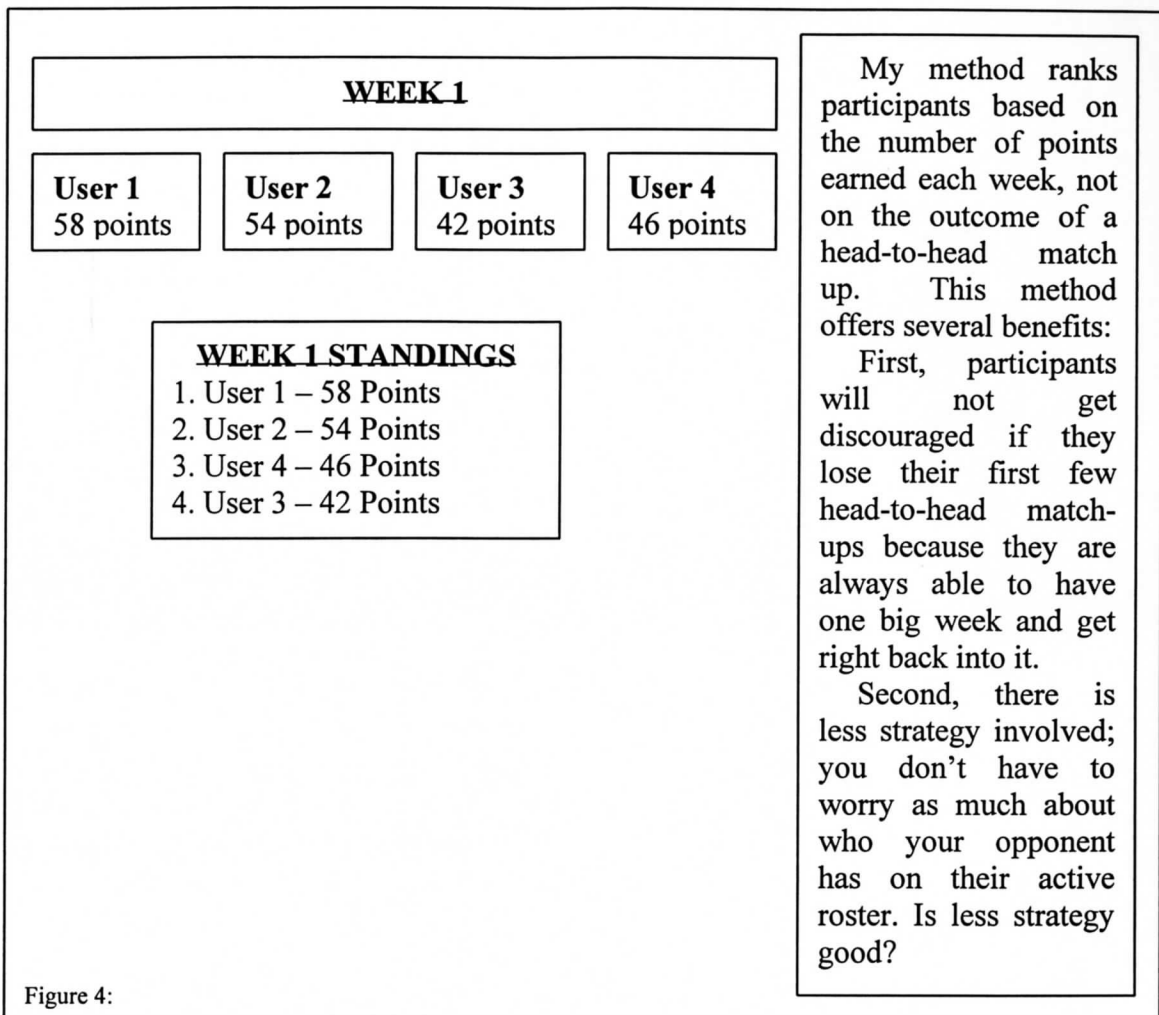 WEEK 1
User 1
58 points
User 2
54 points
User 3
42 points
User 4
46 points
WEEK 1 STANDINGS
1. User 1 – 58 Points
2. User 2 – 54 Points
3. User 4 – 46 Points
4. User 3 – 42 Points
My method ranks
participants based on
the number of points
earned each week, not
on the outcome of a
head-to-head match
up. This method
offers several benefits:
First, participants
will not get
discouraged if they
lose their first few
head-to-head match-
ups because they are
always able to have
one big week and get
right back into it.
Second, there is
less strategy involved;
you don't have to
worry as much about
who your opponent
has on their active
roster. Is less strategy
good?
Figure 4: